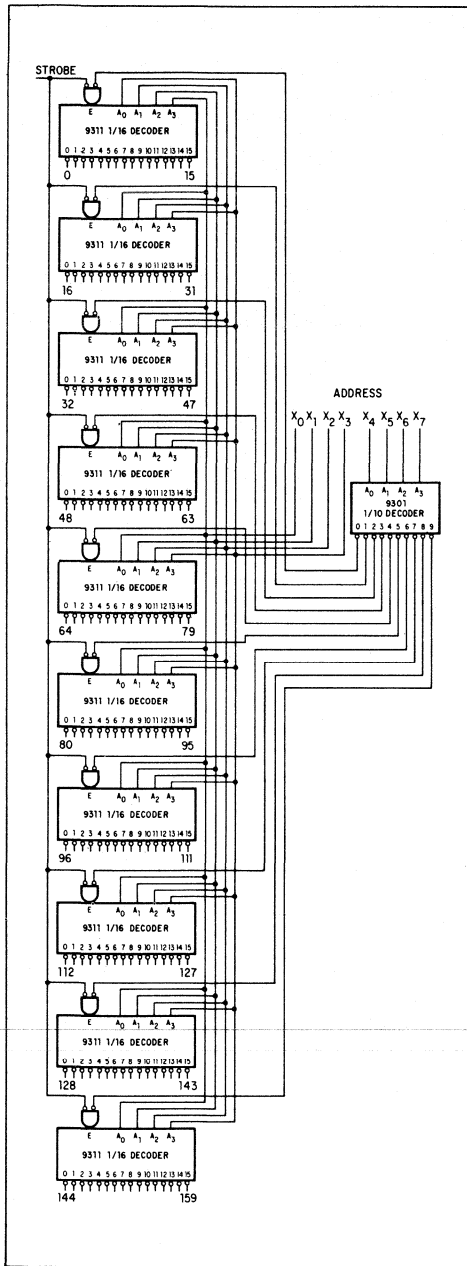 STROBE
E A0 A1 A2 A3
9311 1/16 DECODER
0 1 2 3 4 5 6 7 8 9 10 11 12 13 14 15
0 15
E A0 A1 A2 A3
9311 1/16 DECODER
0 1 2 3 4 5 6 7 8 9 10 11 12 13 14 15
16 31
E A0 A1 A2 A3
9311 1/16 DECODER
0 1 2 3 4 5 6 7 8 9 10 11 12 13 14 15
32 47
ADDRESS
X0 X1 X2 X3 X4 X5 X6 X7
E A0 A1 A2 A3
9311 1/16 DECODER
0 1 2 3 4 5 6 7 8 9 10 11 12 13 14 15
48 63
A0 A1 A2 A3
9301
1/10 DECODER
0 1 2 3 4 5 6 7 8 9
E A0 A1 A2 A3
9311 1/16 DECODER
0 1 2 3 4 5 6 7 8 9 10 11 12 13 14 15
64 79
E A0 A1 A2 A3
9311 1/16 DECODER
0 1 2 3 4 5 6 7 8 9 10 11 12 13 14 15
80 95
E A0 A1 A2 A3
9311 1/16 DECODER
0 1 2 3 4 5 6 7 8 9 10 11 12 13 14 15
96 111
E A0 A1 A2 A3
9311 1/16 DECODER
0 1 2 3 4 5 6 7 8 9 10 11 12 13 14 15
112 127
E A0 A1 A2 A3
9311 1/16 DECODER
0 1 2 3 4 5 6 7 8 9 10 11 12 13 14 15
128 143
E A0 A1 A2 A3
9311 1/16 DECODER
0 1 2 3 4 5 6 7 8 9 10 11 12 13 14 15
144 159